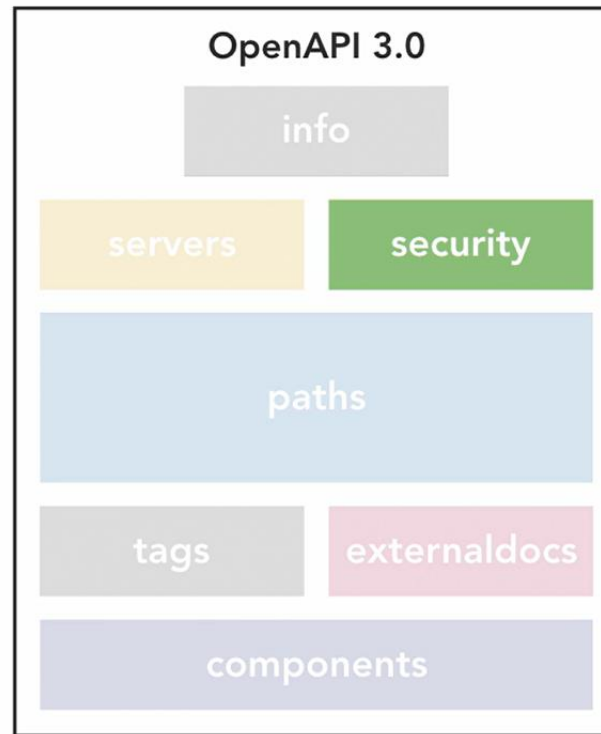 OpenAPI 3.0
info
servers security
paths
tags externaldocs
components